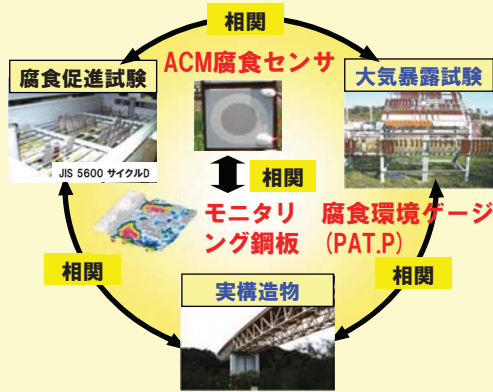 相関
腐食促進試験
ACM腐食センサ
大気暴露試験
JIS 5600 サイクルD
相関
モニタリ
ング鋼板
腐食環境ゲージ
(PAT.P)
相関
相関
実構造物